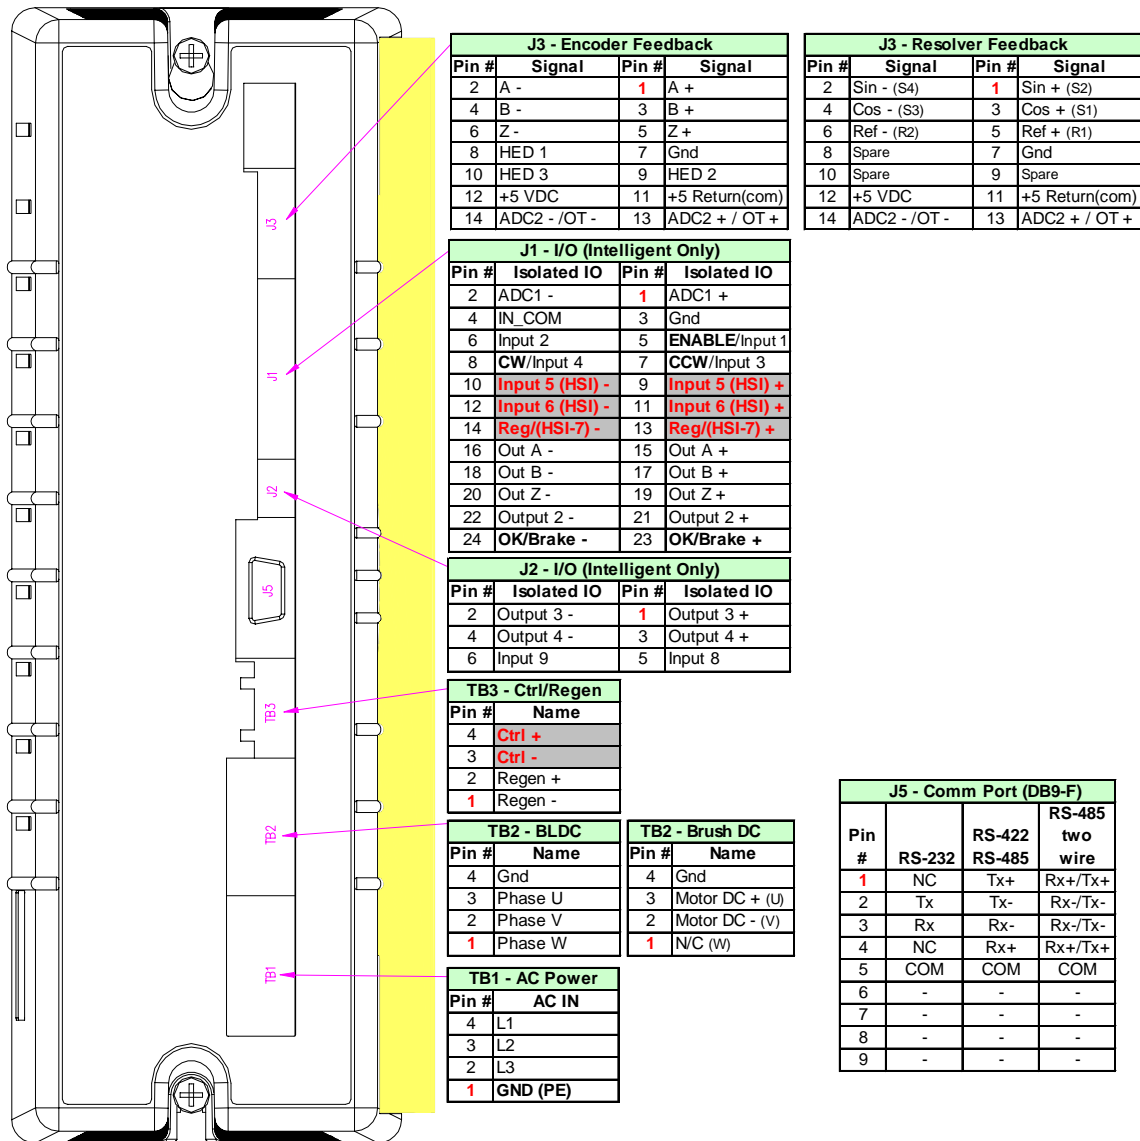 J3 - Encoder Feedback
Pin # Signal Pin # Signal
2 A - 1 A +
4 B - 3 B +
6 Z - 5 Z +
8 HED 1 7 Gnd
10 HED 3 9 HED 2
12 +5 VDC 11 +5 Return(com)
14 ADC2 - /OT - 13 ADC2 + / OT +
J3 - Resolver Feedback
Pin # Signal Pin # Signal
2 Sin - (S4) 1 Sin + (S2)
4 Cos - (S3) 3 Cos + (S1)
6 Ref - (R2) 5 Ref + (R1)
8 Spare 7 Gnd
10 Spare 9 Spare
12 +5 VDC 11 +5 Return(com)
14 ADC2 - /OT - 13 ADC2 + / OT +
J1 - I/O (Intelligent Only)
Pin # Isolated IO Pin # Isolated IO
2 ADC1 - 1 ADC1 +
4 IN_COM 3 Gnd
6 Input 2 5 ENABLE/Input 1
8 CW/Input 4 7 CCW/Input 3
10 Input 5 (HSI) - 9 Input 5 (HSI) +
12 Input 6 (HSI) - 11 Input 6 (HSI) +
14 Reg/(HSI-7) - 13 Reg/(HSI-7) +
16 Out A - 15 Out A +
18 Out B - 17 Out B +
20 Out Z - 19 Out Z +
22 Output 2 - 21 Output 2 +
24 OK/Brake - 23 OK/Brake +
J2 - I/O (Intelligent Only)
Pin # Isolated IO Pin # Isolated IO
2 Output 3 - 1 Output 3 +
4 Output 4 - 3 Output 4 +
6 Input 9 5 Input 8
TB3 - Ctrl/Regen
Pin # Name
4 Ctrl +
3 Ctrl -
2 Regen +
1 Regen -
TB2 - BLDC
Pin # Name
4 Gnd
3 Phase U
2 Phase V
1 Phase W
TB2 - Brush DC
Pin # Name
4 Gnd
3 Motor DC + (U)
2 Motor DC - (V)
1 N/C (W)
TB1 - AC Power
Pin # AC IN
4 L1
3 L2
2 L3
1 GND (PE)
J5 - Comm Port (DB9-F)
Pin # RS-232 RS-422 RS-485 RS-485 two wire
1 NC Tx+ Rx+/Tx+
2 Tx Tx- Rx-/Tx-
3 Rx Rx- Rx-/Tx-
4 NC Rx+ Rx+/Tx+
5 COM COM COM
6 - - -
7 - - -
8 - - -
9 - - -
J3
J1
J2
J5
TB3
TB2
TB1